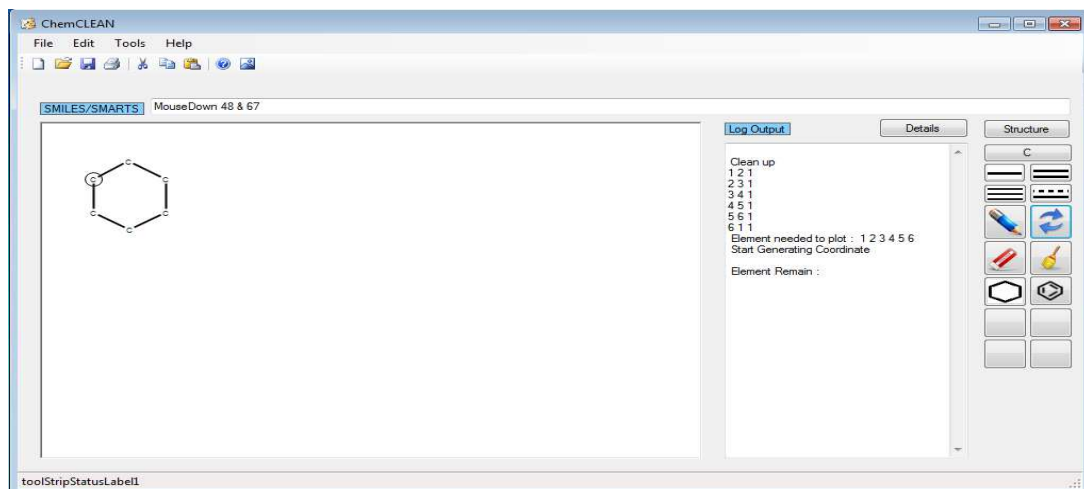 ChemCLEAN
File Edit Tools Help
SMILES/SMARTS MouseDown 48 & 67
Log Output Details Structure
C
C
C
C
C
C
C
Clean up
1 2 1
2 3 1
3 4 1
4 5 1
5 6 1
6 1 1
Element needed to plot : 1 2 3 4 5 6
Start Generating Coordinate
Element Remain :
toolStripStatusLabel1